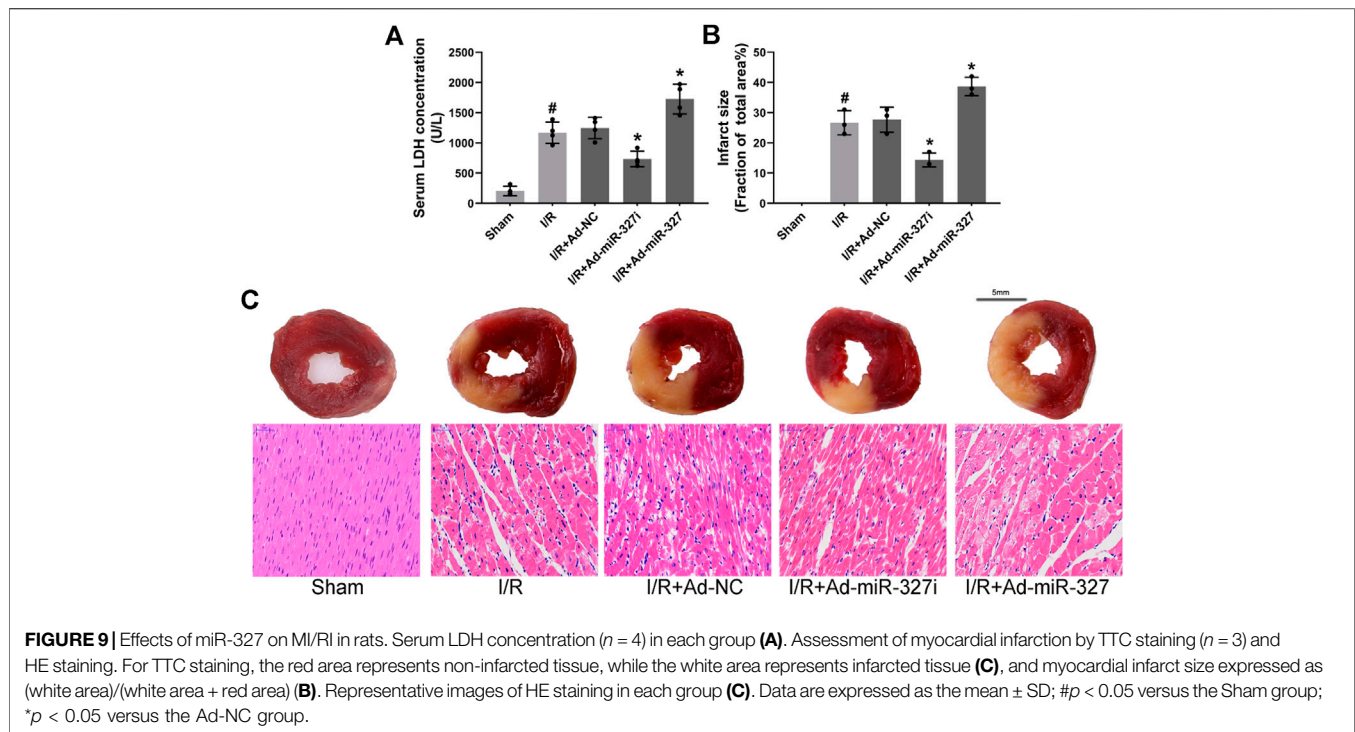 A
Serum LDH concentration
(U/L)
2500
2000
1500
1000
500
0
#
*
*
Sham
I/R
I/R+Ad-NC
I/R+Ad-miR-327i
I/R+Ad-miR-327
B
Infarct size
(Fraction of total area%)
50
40
30
20
10
0
#
*
*
Sham
I/R
I/R+Ad-NC
I/R+Ad-miR-327i
I/R+Ad-miR-327
C
5mm
Sham
I/R
I/R+Ad-NC
I/R+Ad-miR-327i
I/R+Ad-miR-327
FIGURE 9 | Effects of miR-327 on MI/RI in rats. Serum LDH concentration (n = 4) in each group (A). Assessment of myocardial infarction by TTC staining (n = 3) and
HE staining. For TTC staining, the red area represents non-infarcted tissue, while the white area represents infarcted tissue (C), and myocardial infarct size expressed as
(white area)/(white area + red area) (B). Representative images of HE staining in each group (C). Data are expressed as the mean ± SD; #p < 0.05 versus the Sham group;
*p < 0.05 versus the Ad-NC group.